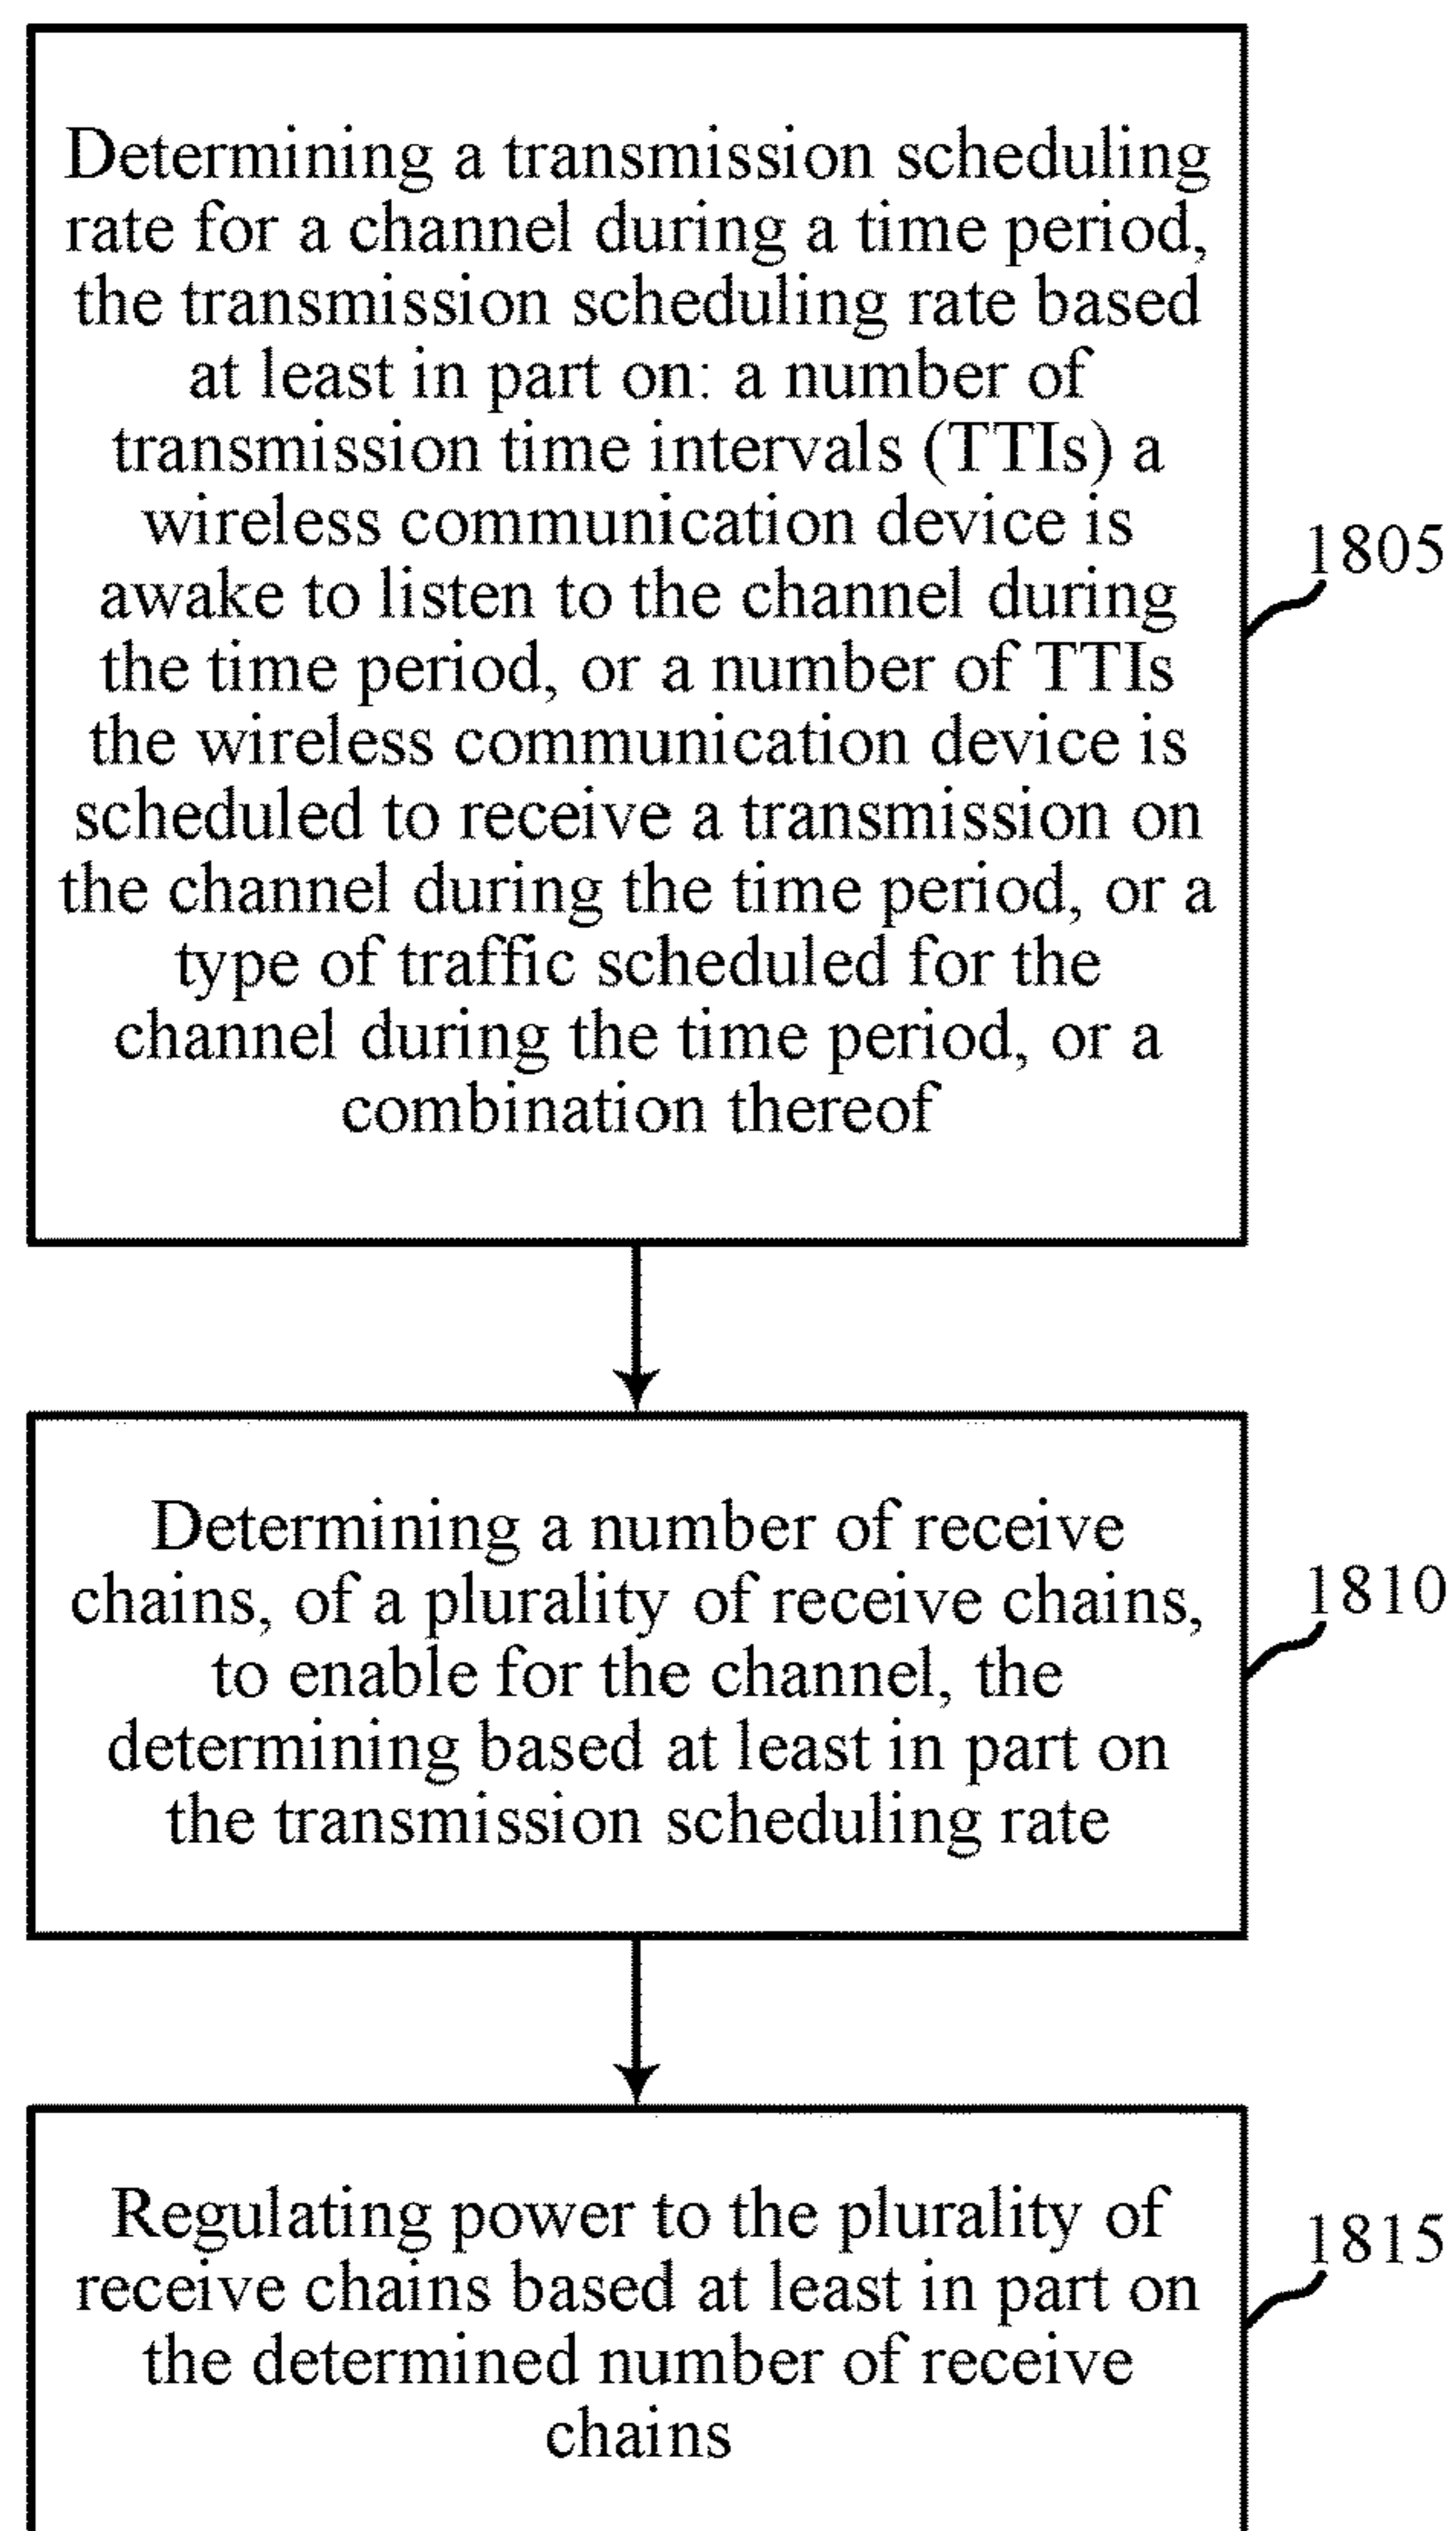 Determining a transmission scheduling
rate for a channel during a time period,
the transmission scheduling rate based
at least in part on: a number of
transmission time intervals (TTIs) a
wireless communication device is
awake to listen to the channel during
the time period, or a number of TTIs
the wireless communication device is
scheduled to receive a transmission on
the channel during the time period, or a
type of traffic scheduled for the
channel during the time period, or a
combination thereof
1805
Determining a number of receive
chains, of a plurality of receive chains,
to enable for the channel, the
determining based at least in part on
the transmission scheduling rate
1810
Regulating power to the plurality of
receive chains based at least in part on
the determined number of receive
chains
1815